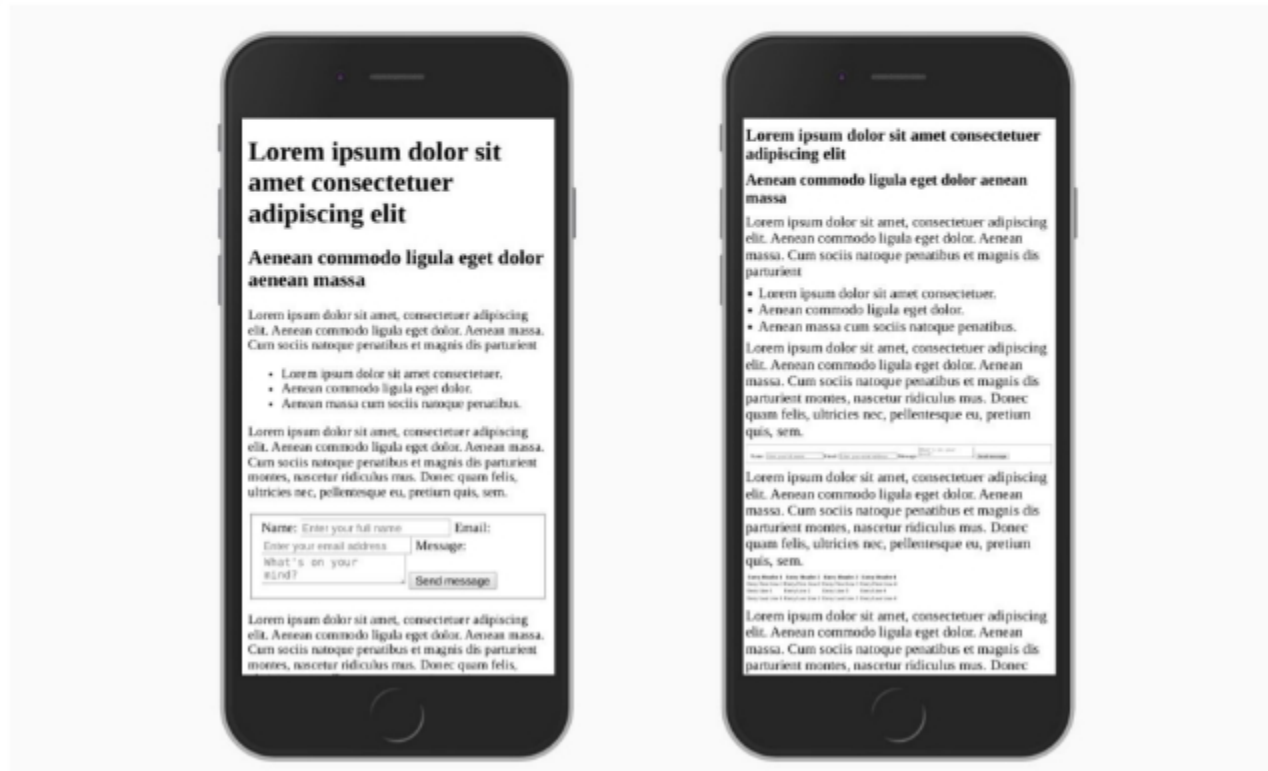 Lorem ipsum dolor sit
amet consectetuer
adipiscing elit
Aenean commodo ligula eget dolor
aenean massa
Lorem ipsum dolor sit amet, consectetuer adipiscing
elit. Aenean commodo ligula eget dolor. Aenean massa.
Cum sociis natoque penatibus et magnis dis parturient
• Lorem ipsum dolor sit amet consectetuer.
• Aenean commodo ligula eget dolor.
• Aenean massa cum sociis natoque penatibus.
Lorem ipsum dolor sit amet, consectetuer adipiscing
elit. Aenean commodo ligula eget dolor. Aenean massa.
Cum sociis natoque penatibus et magnis dis parturient
montes, nascetur ridiculus mus. Donec quam felis,
ultricies nec, pellentesque eu, pretium quis, sem.
Name: Enter your full name Email:
Enter your email address Message:
What's on your
mind?
Send message
Lorem ipsum dolor sit amet, consectetuer adipiscing
elit. Aenean commodo ligula eget dolor. Aenean massa.
Cum sociis natoque penatibus et magnis dis parturient
montes, nascetur ridiculus mus. Donec quam felis,
Lorem ipsum dolor sit amet consectetuer
adipiscing elit
Aenean commodo ligula eget dolor aenean
massa
Lorem ipsum dolor sit amet, consectetuer adipiscing
elit. Aenean commodo ligula eget dolor. Aenean
massa. Cum sociis natoque penatibus et magnis dis
parturient
• Lorem ipsum dolor sit amet consectetuer.
• Aenean commodo ligula eget dolor.
• Aenean massa cum sociis natoque penatibus.
Lorem ipsum dolor sit amet, consectetuer adipiscing
elit. Aenean commodo ligula eget dolor. Aenean
massa. Cum sociis natoque penatibus et magnis dis
parturient montes, nascetur ridiculus mus. Donec
quam felis, ultricies nec, pellentesque eu, pretium
quis, sem.
Lorem ipsum dolor sit amet, consectetuer adipiscing
elit. Aenean commodo ligula eget dolor. Aenean
massa. Cum sociis natoque penatibus et magnis dis
parturient montes, nascetur ridiculus mus. Donec
quam felis, ultricies nec, pellentesque eu, pretium
quis, sem.
Lorem ipsum dolor sit amet, consectetuer adipiscing
elit. Aenean commodo ligula eget dolor. Aenean
massa. Cum sociis natoque penatibus et magnis dis
parturient montes, nascetur ridiculus mus. Donec